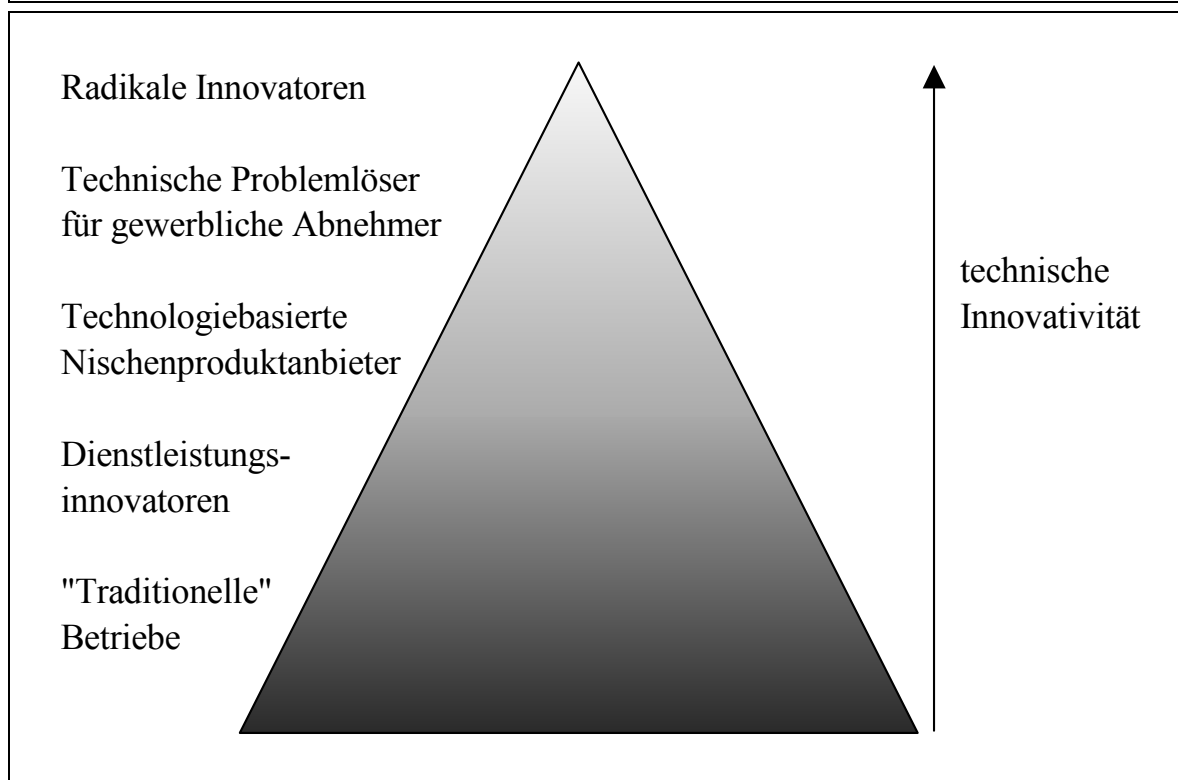 Radikale Innovatoren
Technische Problemlöser
für gewerbliche Abnehmer
Technologiebasierte
Nischenproduktanbieter
Dienstleistungs-
innovatoren
"Traditionelle"
Betriebe
technische
Innovativität